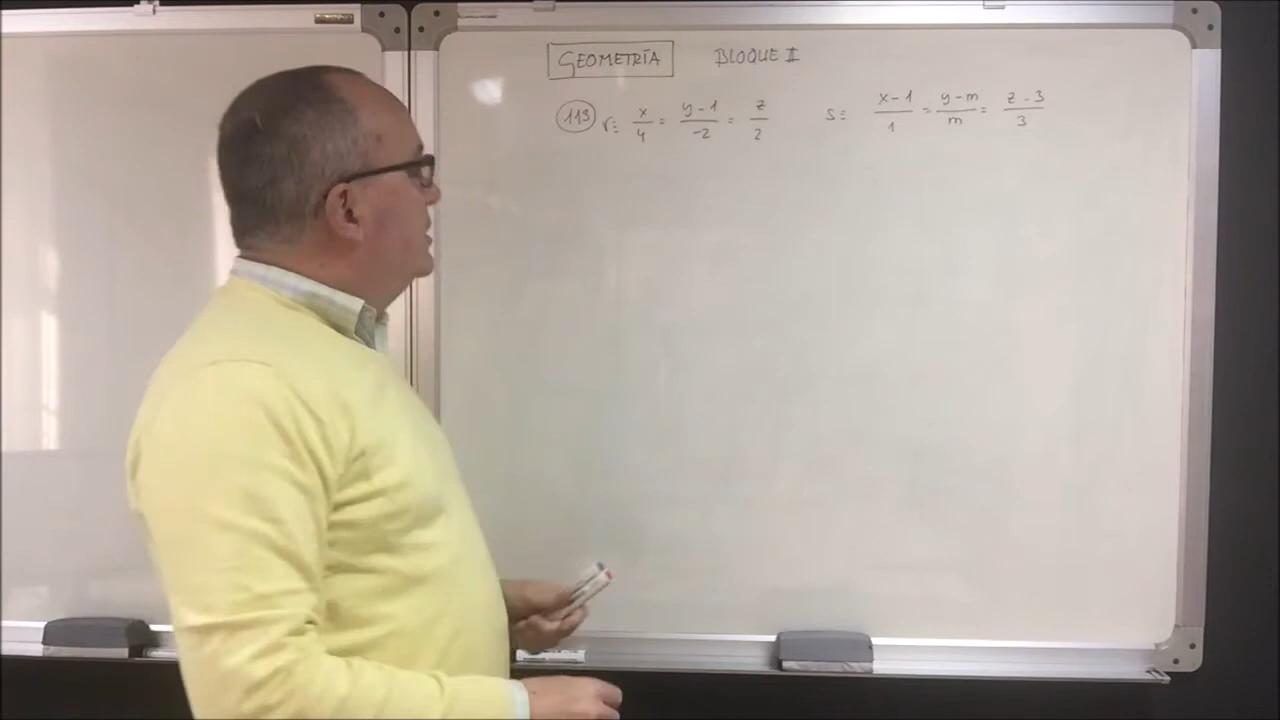 GEOMETRÍA BLOQUE II
113 r≡ x/4 = y-1/-2 = z/2 s≡ x-1/1 = y-m/m = z-3/3